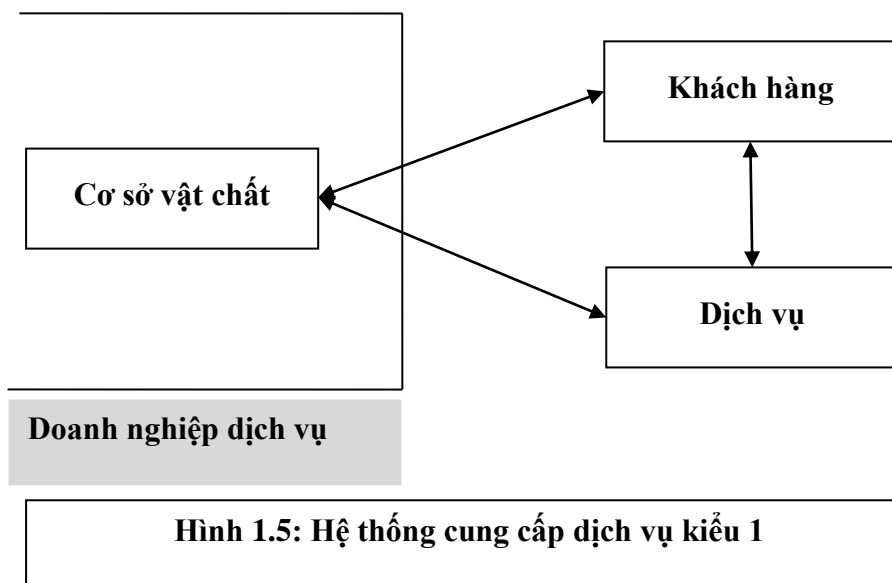 Khách hàng
Cơ sở vật chất
Dịch vụ
Doanh nghiệp dịch vụ
Hình 1.5: Hệ thống cung cấp dịch vụ kiểu 1